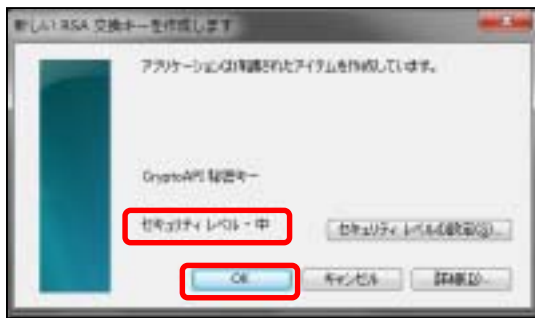 新しい RSA 交換キーを作成します
アプリケーションは保護されたアイテムを作成しています。
CryptoAPI 秘密キー
セキュリティ レベル - 中
セキュリティ レベルの設定(S)...
OK
キャンセル
詳細(D)...